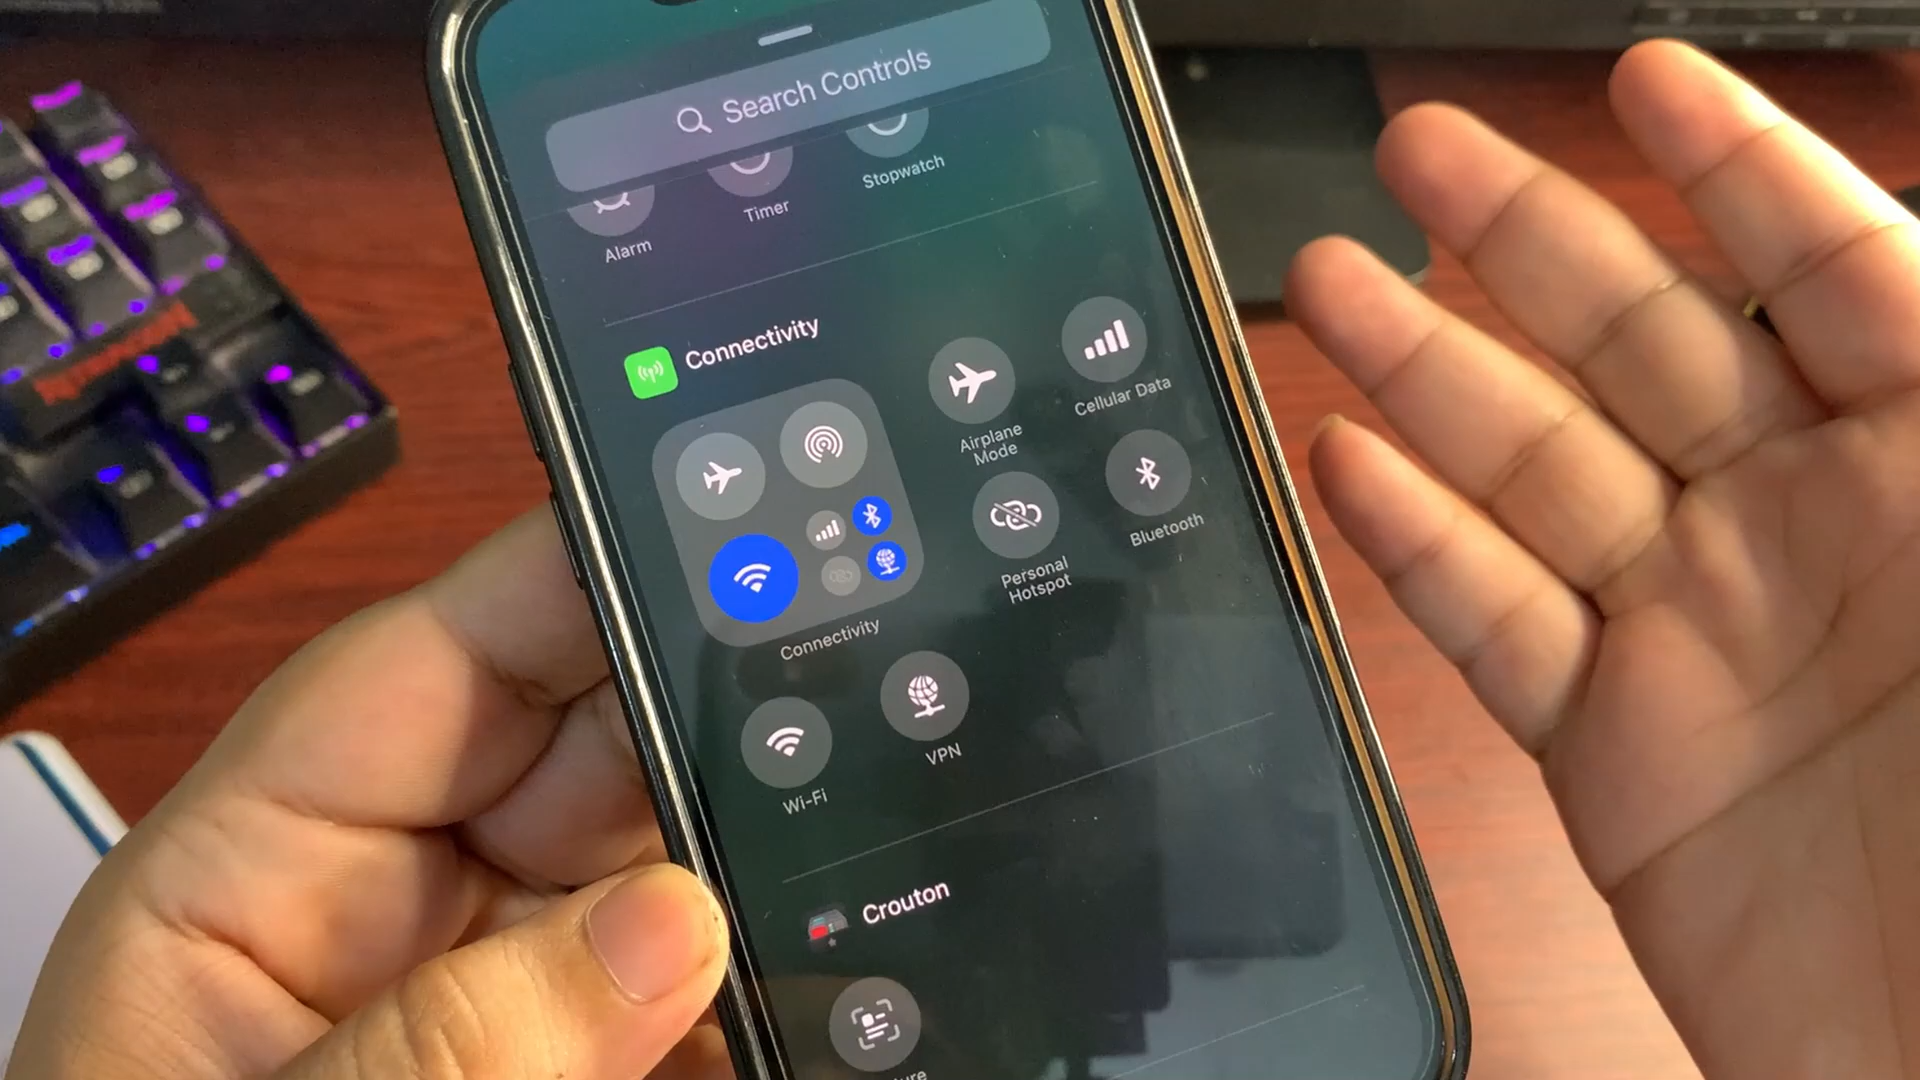 Search Controls
Alarm
Timer
Stopwatch
Connectivity
Airplane
Mode
Cellular Data
Personal
Hotspot
Bluetooth
Connectivity
Wi-Fi
VPN
Crouton